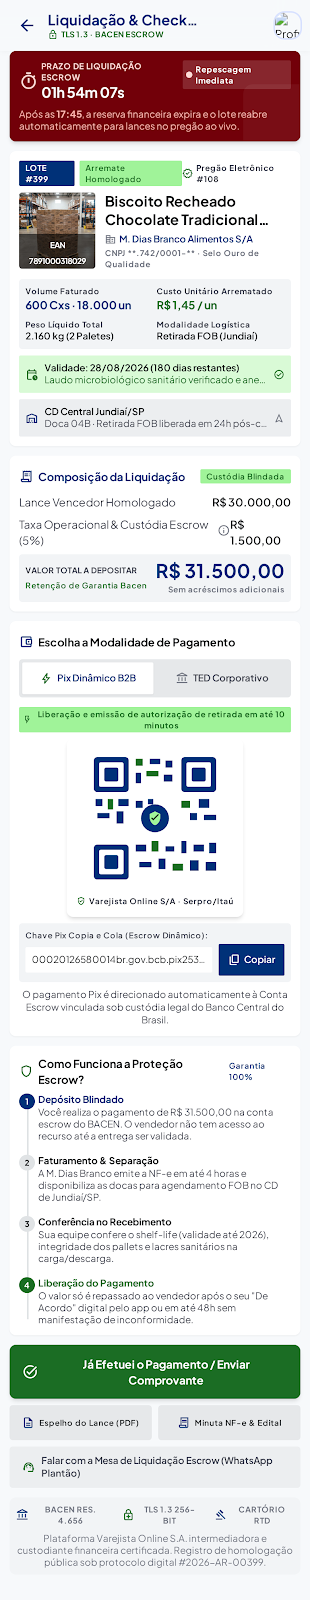 Liquidação & Check...
TLS 1.3 · BACEN ESCROW
PRAZO DE LIQUIDAÇÃO
ESCROW
01h 54m 07s
Repescagem
Imediata
Após as 17:45, a reserva financeira expira e o lote reabre
automaticamente para lances no pregão ao vivo.
LOTE
#399
Arremate
Homologado
Pregão Eletrônico
#108
EAN
7891000318029
Biscoito Recheado
Chocolate Tradicional...
M. Dias Branco Alimentos S/A
CNPJ **.742/0001-** · Selo Ouro de
Qualidade
Volume Faturado
600 Cxs · 18.000 un
Custo Unitário Arrematado
R$ 1,45 / un
Peso Líquido Total
2.160 kg (2 Paletes)
Modalidade Logística
Retirada FOB (Jundiaí)
Validade: 28/08/2026 (180 dias restantes)
Laudo microbiológico sanitário verificado e ane...
CD Central Jundiaí/SP
Doca 04B · Retirada FOB liberada em 24h pós-c...
Composição da Liquidação
Custódia Blindada
Lance Vencedor Homologado
R$ 30.000,00
Taxa Operacional & Custódia Escrow
(5%)
R$
1.500,00
VALOR TOTAL A DEPOSITAR
Retenção de Garantia Bacen
R$ 31.500,00
Sem acréscimos adicionais
Escolha a Modalidade de Pagamento
Pix Dinâmico B2B
TED Corporativo
Liberação e emissão de autorização de retirada em até 10
minutos
Varejista Online S/A · Serpro/Itaú
Chave Pix Copia e Cola (Escrow Dinâmico):
00020126580014br.gov.bcb.pix253...
Copiar
O pagamento Pix é direcionado automaticamente à Conta
Escrow vinculada sob custódia legal do Banco Central do
Brasil.
Como Funciona a Proteção
Escrow?
Garantia
100%
1
Depósito Blindado
Você realiza o pagamento de R$ 31.500,00 na conta
escrow do BACEN. O vendedor não tem acesso ao
recurso até a entrega ser validada.
2
Faturamento & Separação
A M. Dias Branco emite a NF-e em até 4 horas e
disponibiliza as docas para agendamento FOB no CD
de Jundiaí/SP.
3
Conferência no Recebimento
Sua equipe confere o shelf-life (validade até 2026),
integridade dos pallets e lacres sanitários na
carga/descarga.
4
Liberação do Pagamento
O valor só é repassado ao vendedor após o seu "De
Acordo" digital pelo app ou em até 48h sem
manifestação de inconformidade.
Já Efetuei o Pagamento / Enviar
Comprovante
Espelho do Lance (PDF)
Minuta NF-e & Edital
Falar com a Mesa de Liquidação Escrow (WhatsApp
Plantão)
BACEN RES.
4.656
TLS 1.3 256-
BIT
CARTÓRIO
RTD
Plataforma Varejista Online S.A. intermediadora e
custodiante financeira certificada. Registro de homologação
pública sob protocolo digital #2026-AR-00399.